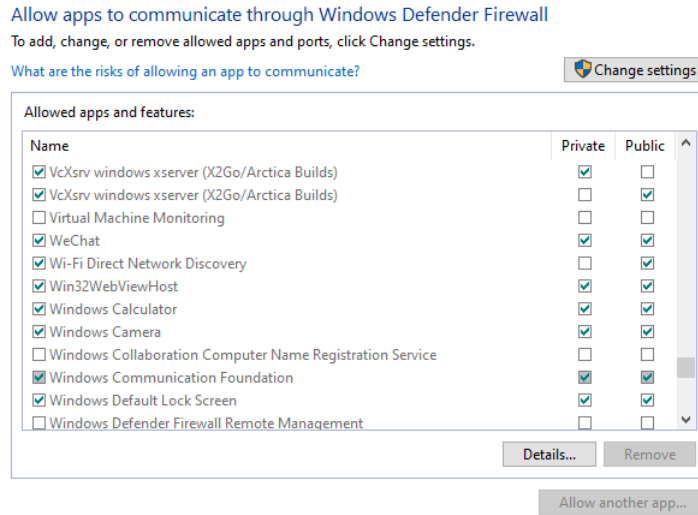 Allow apps to communicate through Windows Defender Firewall
To add, change, or remove allowed apps and ports, click Change settings.
What are the risks of allowing an app to communicate?
Change settings
Allowed apps and features:
Name Private Public
VcXsrv windows xserver (X2Go/Arctica Builds)
VcXsrv windows xserver (X2Go/Arctica Builds)
Virtual Machine Monitoring
WeChat
Wi-Fi Direct Network Discovery
Win32WebViewHost
Windows Calculator
Windows Camera
Windows Collaboration Computer Name Registration Service
Windows Communication Foundation
Windows Default Lock Screen
Windows Defender Firewall Remote Management
Details... Remove
Allow another app...